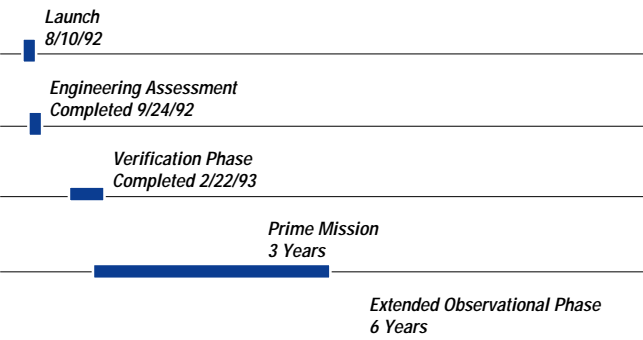 Launch
8/10/92
Engineering Assessment
Completed 9/24/92
Verification Phase
Completed 2/22/93
Prime Mission
3 Years
Extended Observational Phase
6 Years